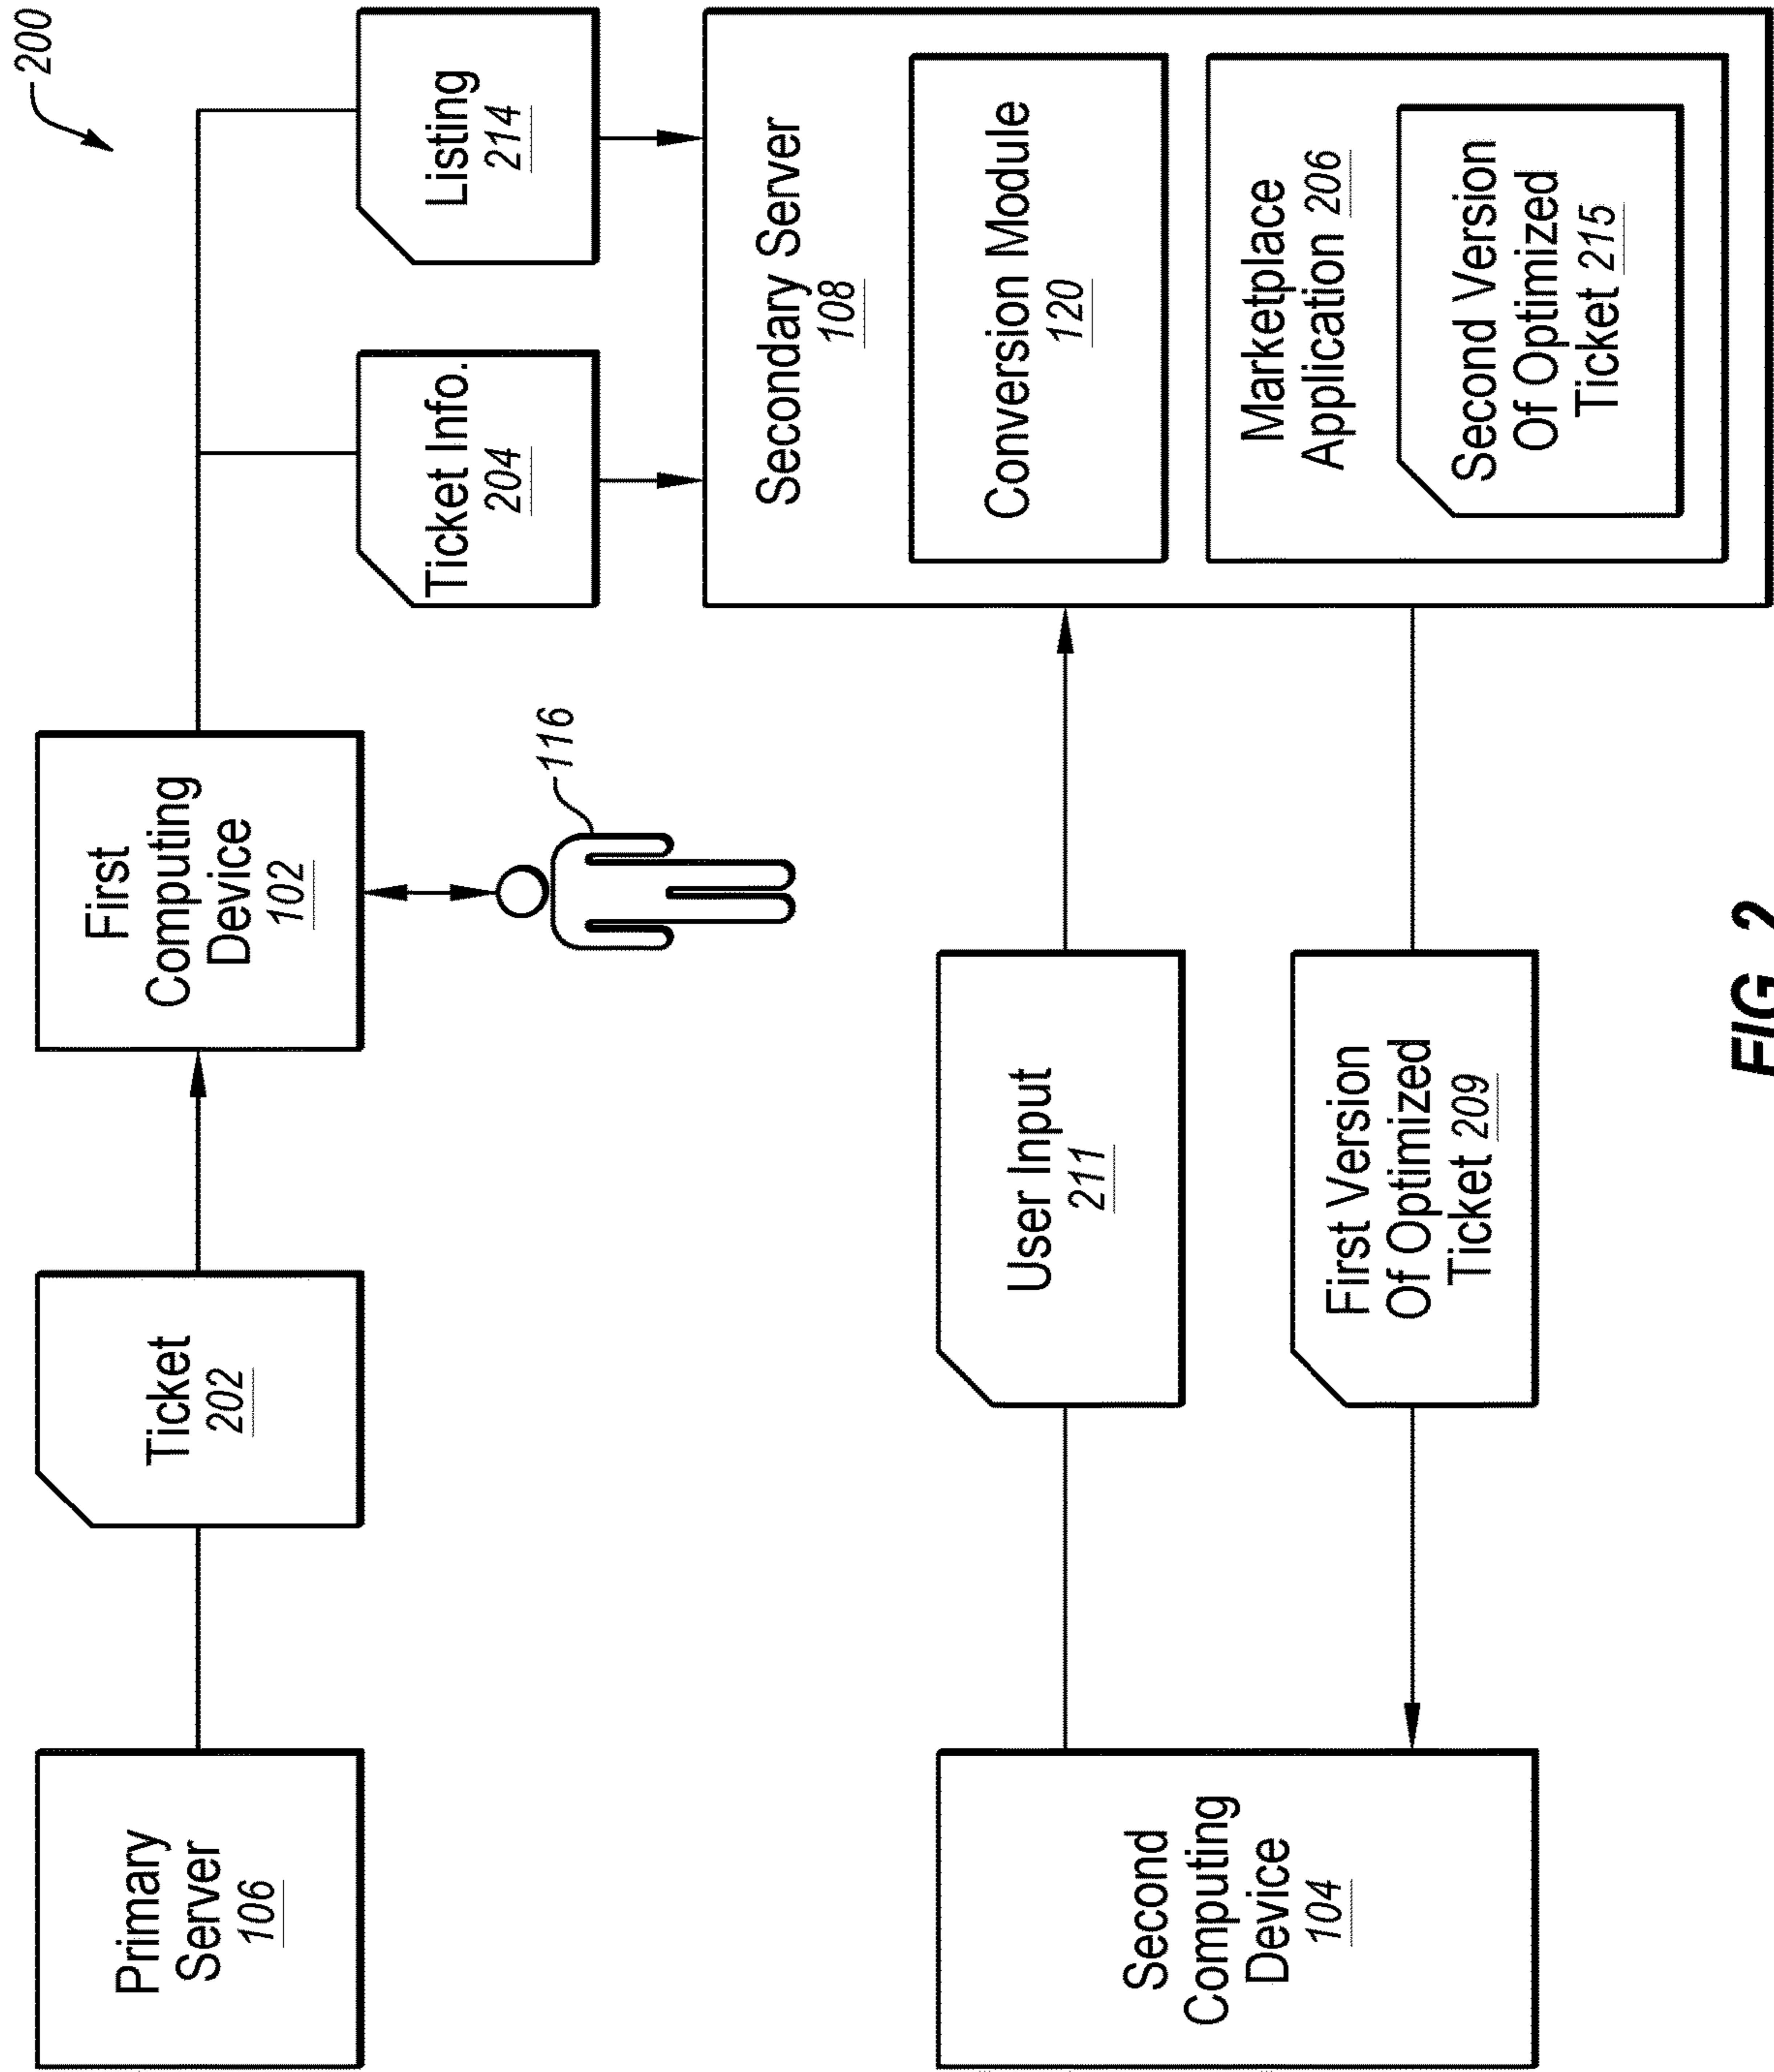 200
Primary
Server
106
Ticket
202
First
Computing
Device
102
116
Ticket Info.
204
Listing
214
Secondary Server
108
Conversion Module
120
Marketplace
Application 206
Second Version
Of Optimized
Ticket 215
User Input
211
First Version
Of Optimized
Ticket 209
Second
Computing
Device
104
FIG. 2